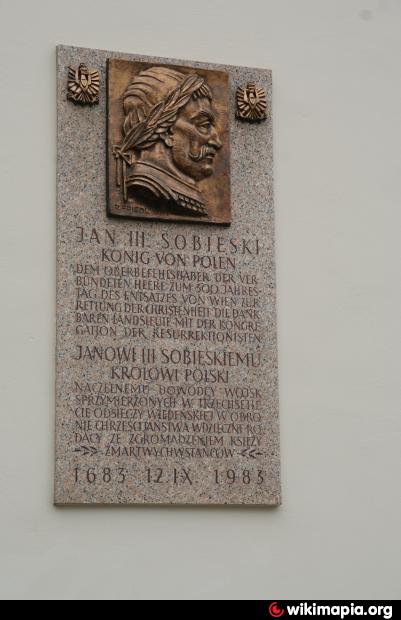 JAN III. SOBIESKI
KÖNIG VON POLEN
DEM OBERBEFEHLSHABER DER VER-
BÜNDETEN HEERE ZUM 300. JAHRES-
TAG DES ENTSATZES VON WIEN ZUR
RETTUNG DER CHRISTENHEIT DIE DANK-
BAREN LANDSLEUTE MIT DER KONGRE-
GATION DER RESURREKTIONISTEN
JANOWI III SOBIESKIEMU
KRÓLOWI POLSKI
NACZELNEMU DOWÓDCY WOJSK
SPRZYMIERZONYCH W TRZECHSETLE-
CIE ODSIECZY WIEDEŃSKIEJ W OBRO-
NIE CHRZEŚCIJAŃSTWA WDZIĘCZNI RO-
DACY ZE ZGROMADZENIEM KSIĘŻY
ZMARTWYCHWSTAŃCÓW
1683 12.IX. 1983
wikimapia.org